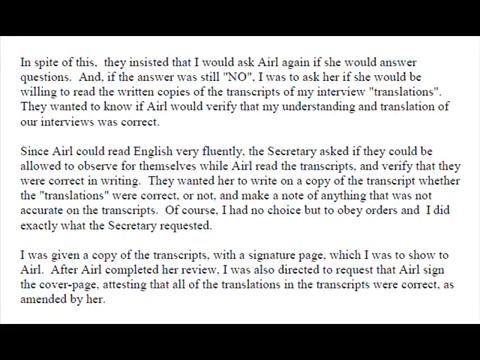 In spite of this,  they insisted that I would ask Airl again if she would answer
questions.  And, if the answer was still "NO", I was to ask her if she would be
willing to read the written copies of the transcripts of my interview "translations".
They wanted to know if Airl would verify that my understanding and translation of
our interviews was correct.

Since Airl could read English very fluently, the Secretary asked if they could be
allowed to observe for themselves while Airl read the transcripts, and verify that they
were correct in writing.  They wanted her to write on a copy of the transcript whether
the "translations" were correct, or not, and make a note of anything that was not
accurate on the transcripts.  Of course, I had no choice but to obey orders and  I did
exactly what the Secretary requested.

I was given a copy of the transcripts, with a signature page, which I was to show to
Airl.  After Airl completed her review, I was also directed to request that Airl sign
the cover-page, attesting that all of the translations in the transcripts were correct, as
amended by her.